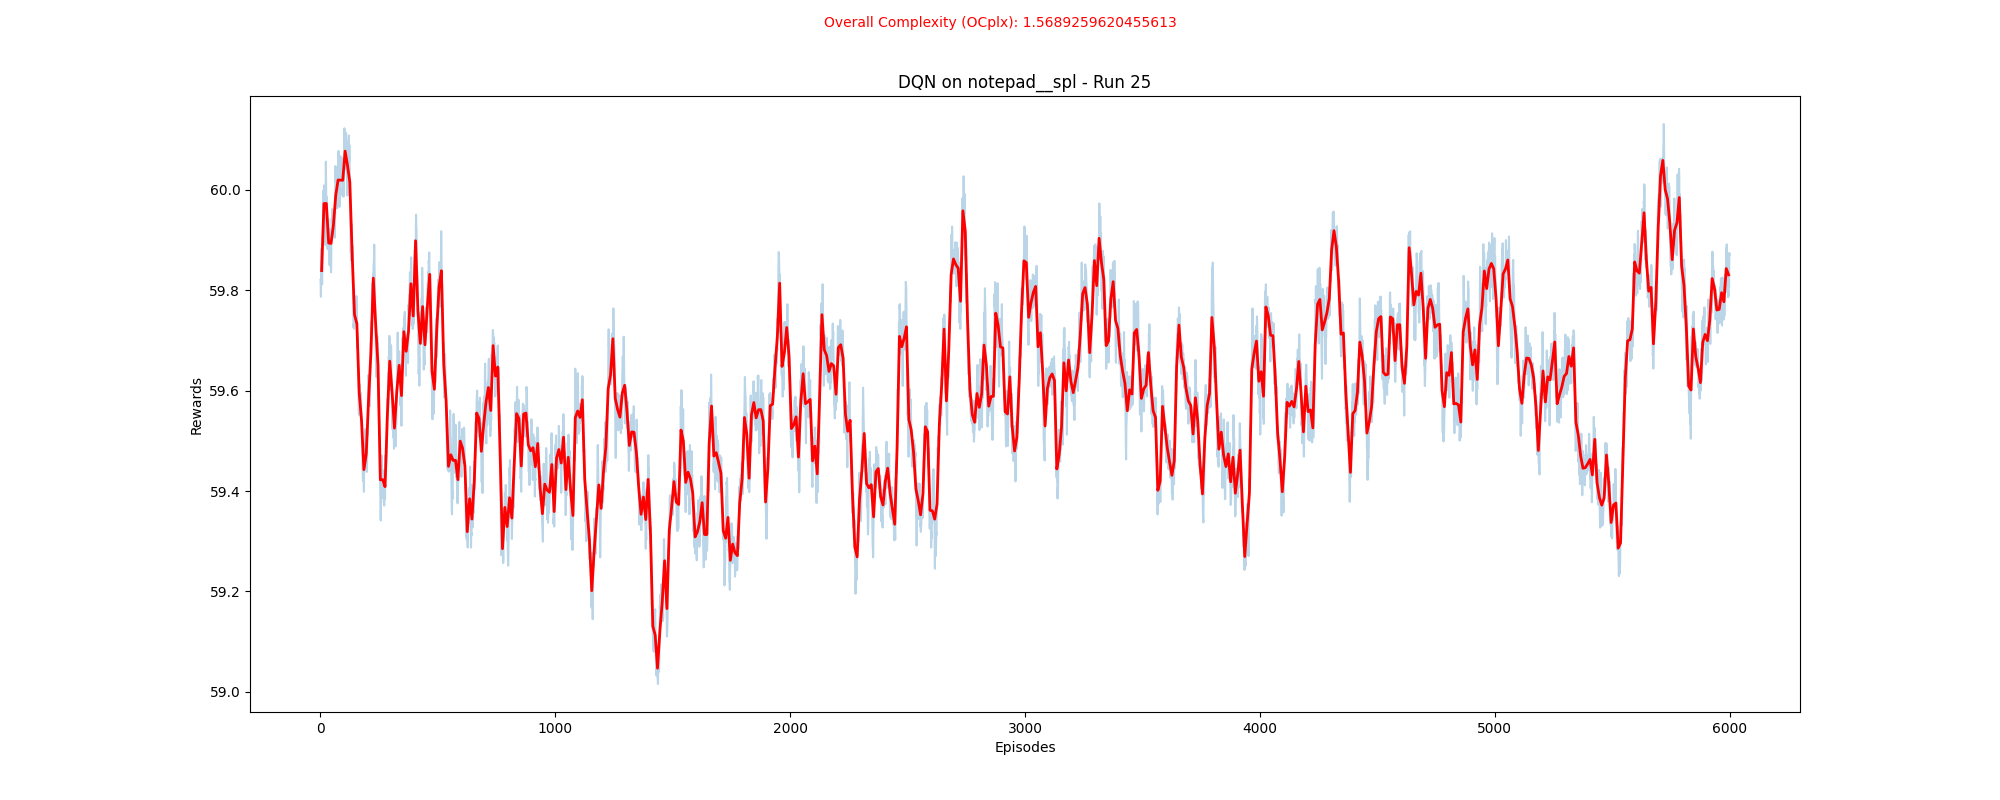 Overall Complexity (OCplx): 1.5689259620455613
DQN on notepad__spl - Run 25
Rewards
60.0
59.8
59.6
59.4
59.2
59.0
0 1000 2000 3000 4000 5000 6000
Episodes